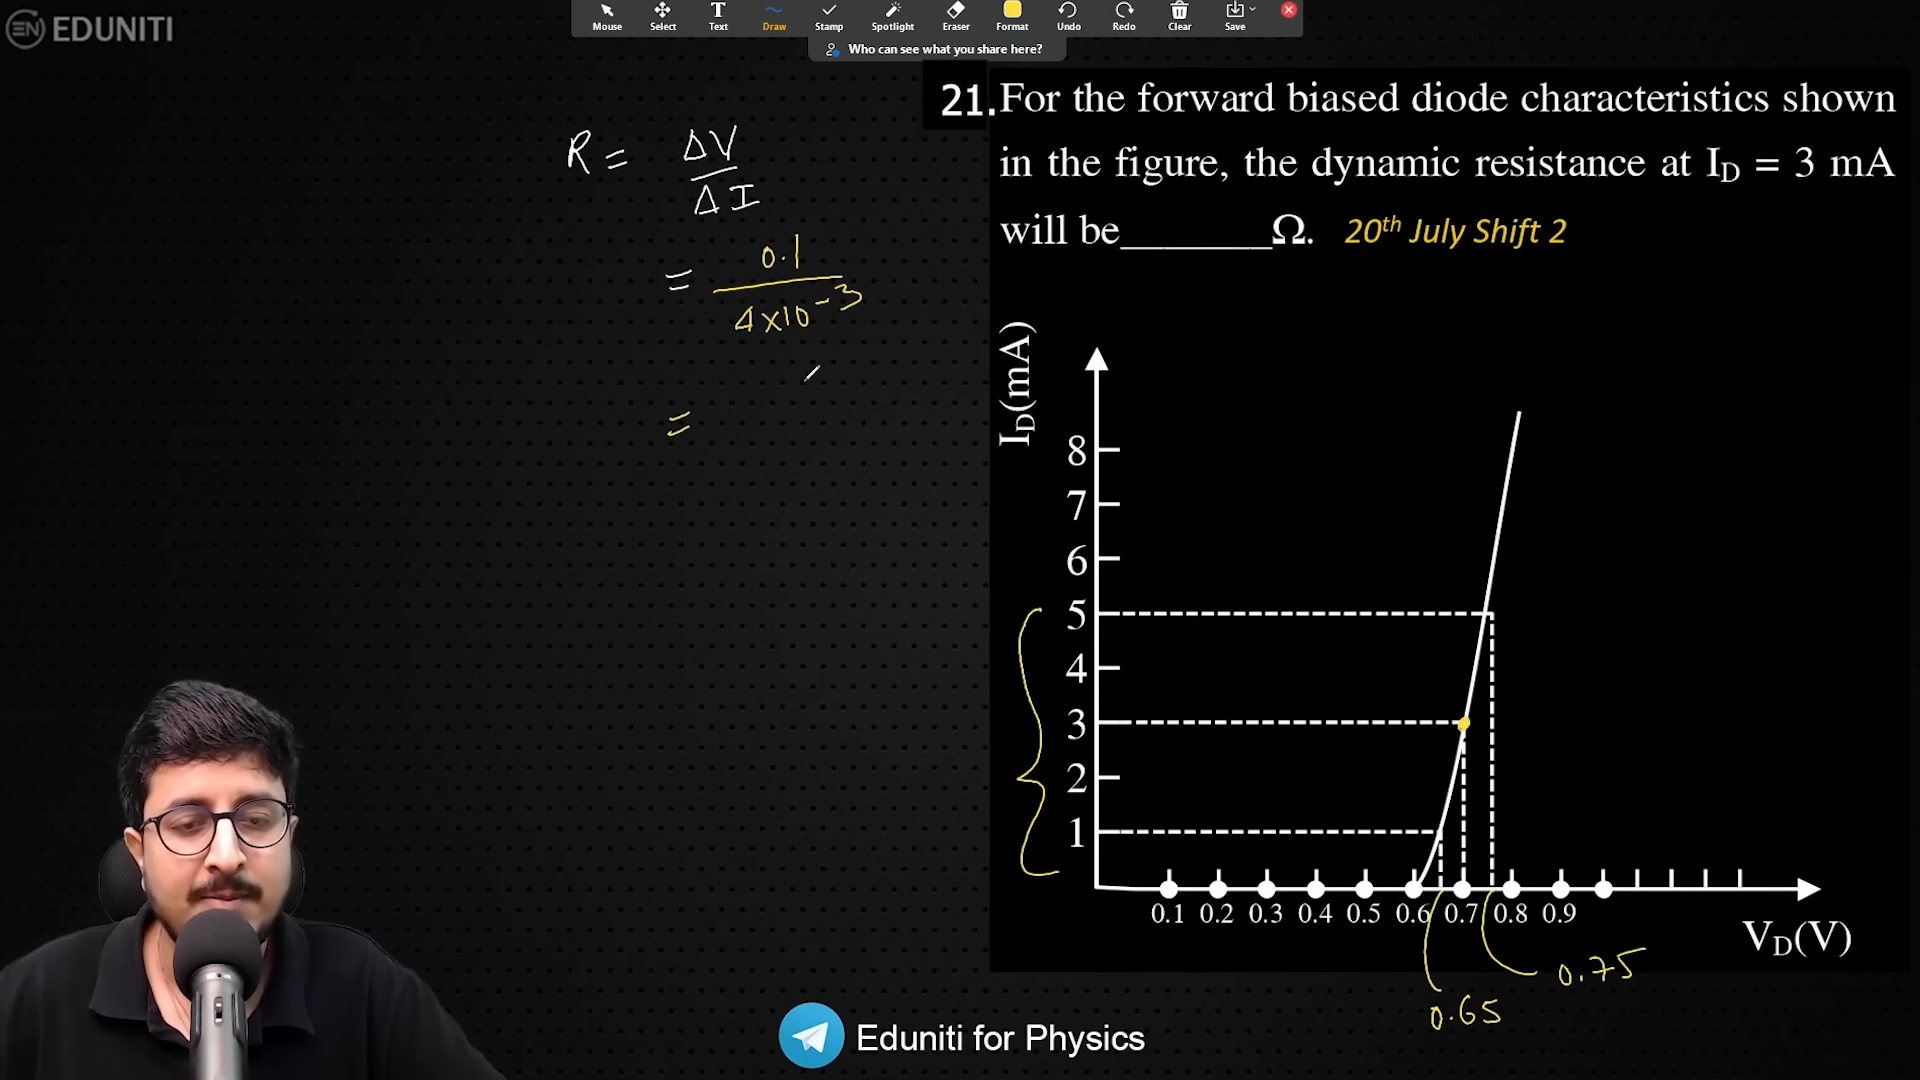 EN EDUNITI
Mouse Select Text Draw Stamp Spotlight Eraser Format Undo Redo Clear Save
Who can see what you share here?
21. For the forward biased diode characteristics shown
in the figure, the dynamic resistance at I_D = 3 mA
will be_______Ω. 20th July Shift 2
R = ΔV
ΔI
= 0.1
4×10⁻³
=
I_D(mA)
8
7
6
5
4
3
2
1
0.1 0.2 0.3 0.4 0.5 0.6 0.7 0.8 0.9
V_D(V)
0.75
0.65
Eduniti for Physics